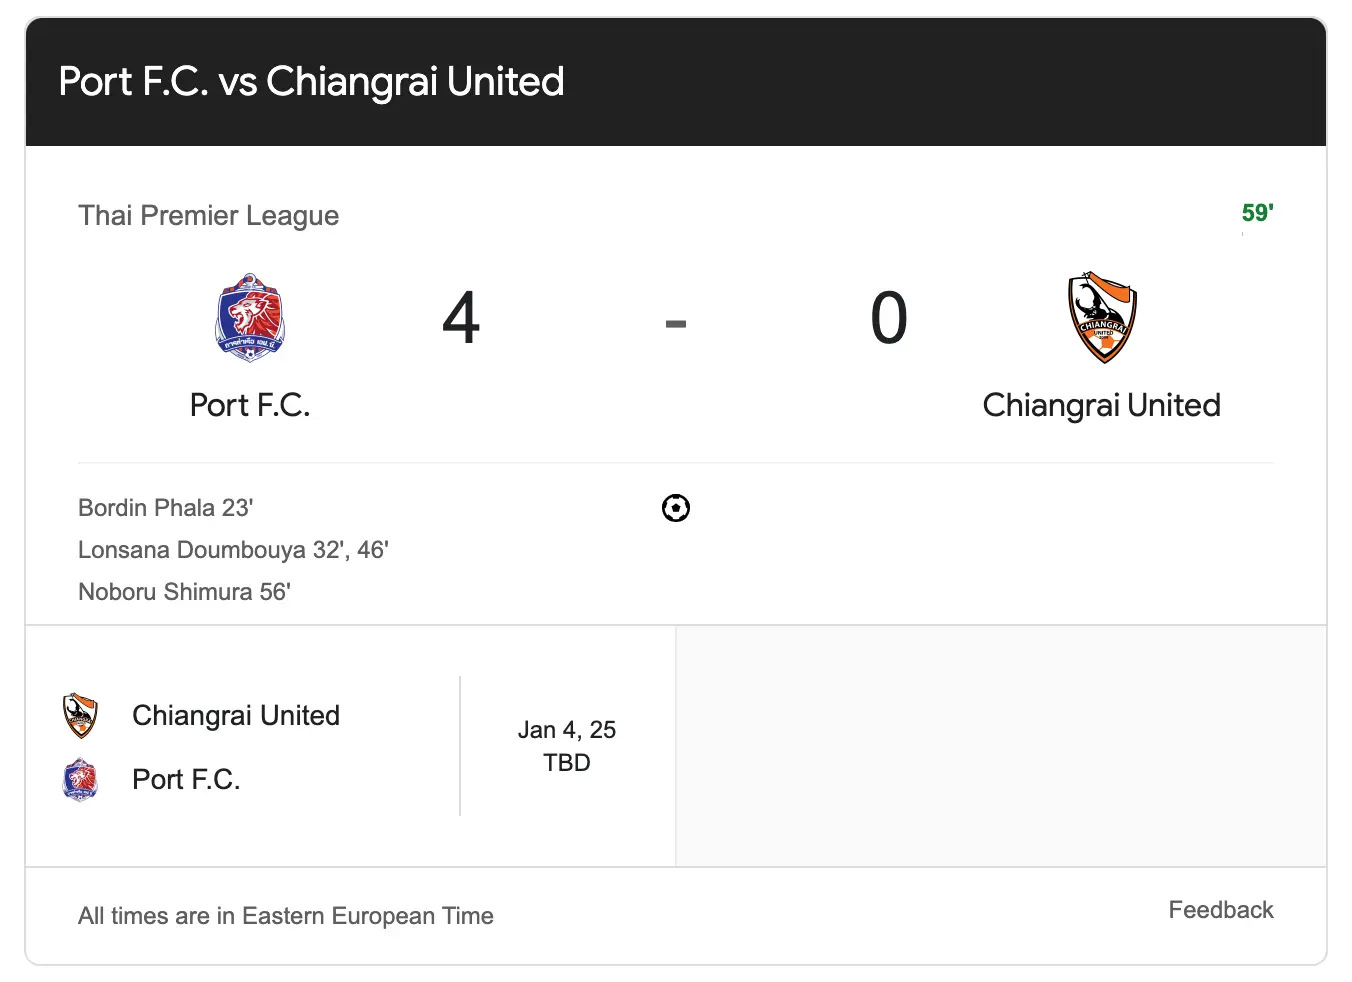 Port F.C. vs Chiangrai United
Thai Premier League
59'
4 - 0
CHIANGRAI
UNITED
Port F.C.
Chiangrai United
Bordin Phala 23'
Lonsana Doumbouya 32', 46'
Noboru Shimura 56'
Chiangrai United
Port F.C.
Jan 4, 25
TBD
All times are in Eastern European Time
Feedback